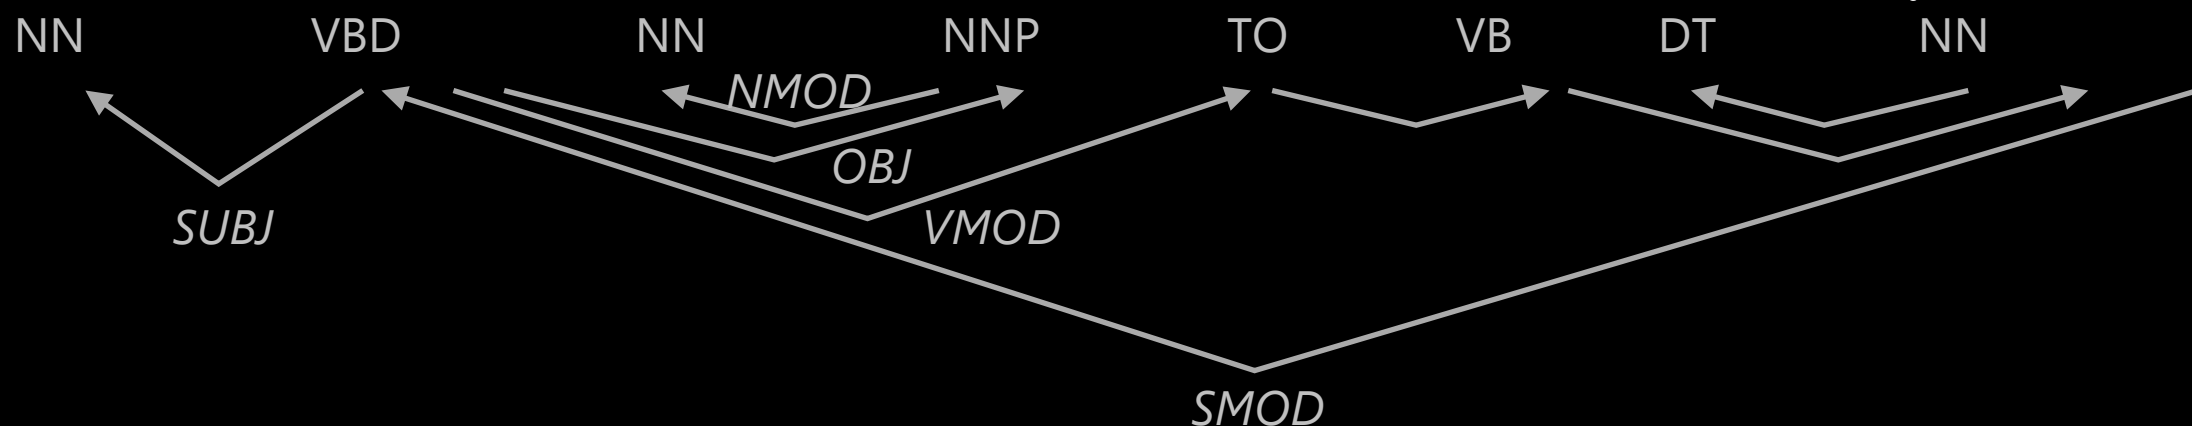 NN VBD NN NNP TO VB DT NN
NMOD
OBJ
SUBJ VMOD
SMOD